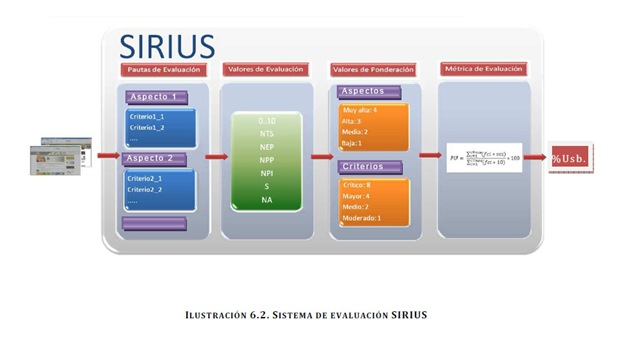 SIRIUS
Pautas de Evaluación
Valores de Evaluación
Valores de Ponderación
Métrica de Evaluación
Aspecto 1
Criterio1_1
Criterio1_2
....
Aspecto 2
Criterio2_1
Criterio2_2
.....
0..10
NTS
NEP
NPP
NPI
S
NA
Aspectos
Muy alta: 4
Alta: 3
Media: 2
Baja: 1
Criterios
Crítico: 8
Mayor: 4
Medio: 2
Moderado: 1
%Usb.
ILUSTRACIÓN 6.2. SISTEMA DE EVALUACIÓN SIRIUS